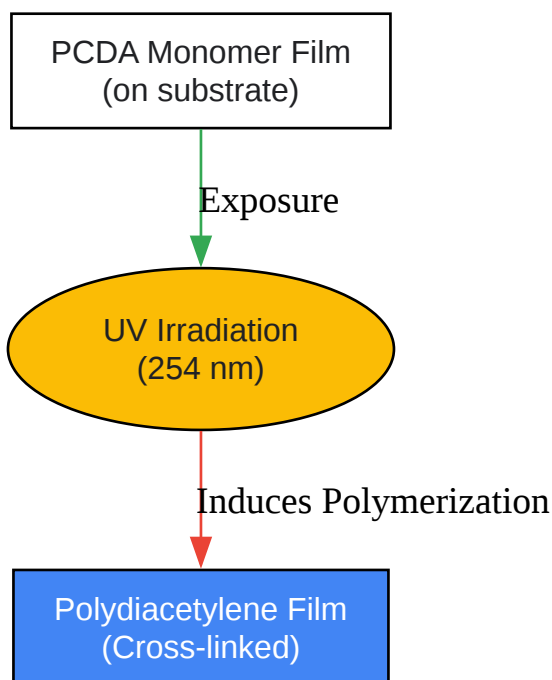 PCDA Monomer Film
(on substrate)
Exposure
UV Irradiation
(254 nm)
Induces Polymerization
Polydiacetylene Film
(Cross-linked)